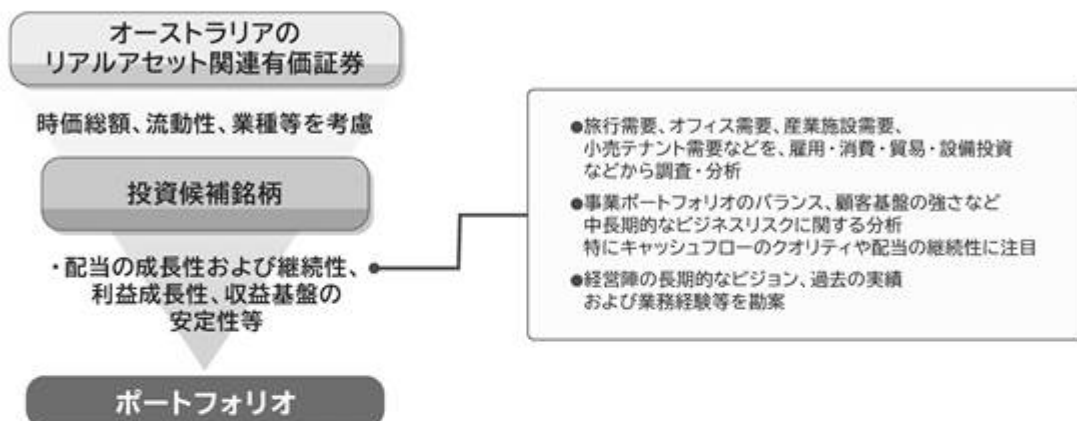 オーストラリアの
リアルアセット関連有価証券
時価総額、流動性、業種等を考慮
投資候補銘柄
・配当の成長性および継続性、
利益成長性、収益基盤の
安定性等
ポートフォリオ
●旅行需要、オフィス需要、産業施設需要、
小売テナント需要などを、雇用・消費・貿易・設備投資
などから調査・分析
●事業ポートフォリオのバランス、顧客基盤の強さなど
中長期的なビジネスリスクに関する分析
特にキャッシュフローのクオリティや配当の継続性に注目
●経営陣の長期的なビジョン、過去の実績
および業務経験等を勘案